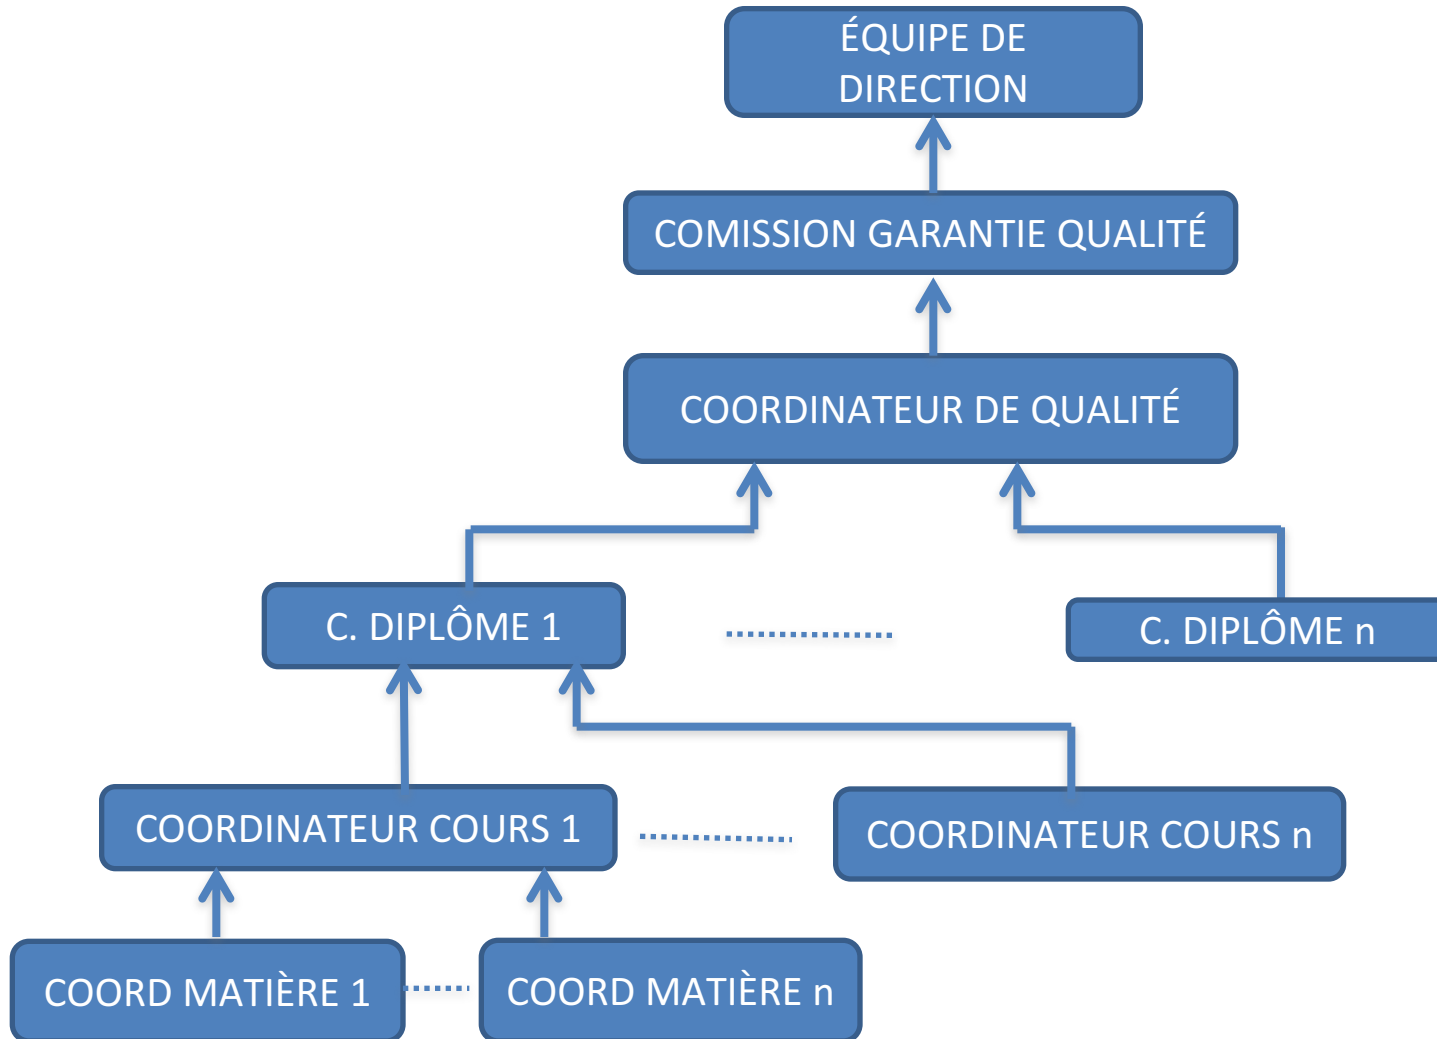 ÉQUIPE DE
DIRECTION
COMISSION GARANTIE QUALITÉ
COORDINATEUR DE QUALITÉ
C. DIPLÔME 1
C. DIPLÔME n
COORDINATEUR COURS 1
COORDINATEUR COURS n
COORD MATIÈRE 1
COORD MATIÈRE n